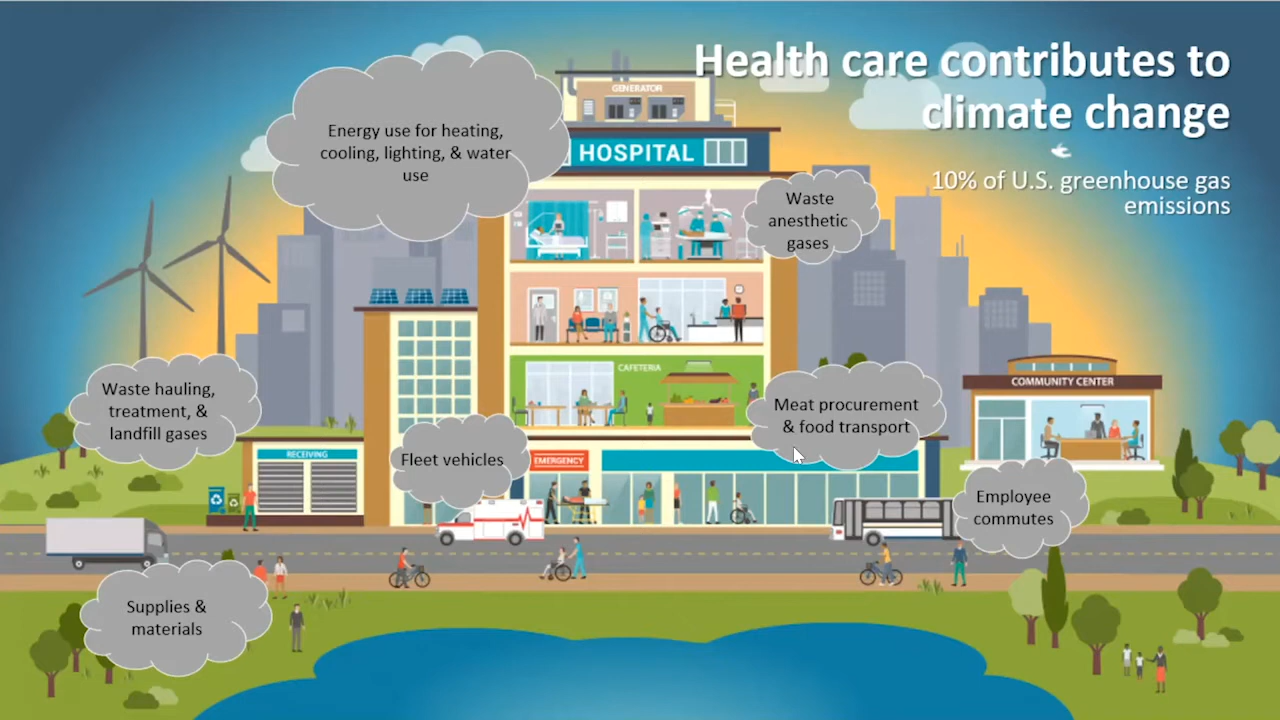 Health care contributes to
climate change
10% of U.S. greenhouse gas
emissions
GENERATOR
HOSPITAL
Energy use for heating,
cooling, lighting, & water
use
Waste
anesthetic
gases
CAFETERIA
COMMUNITY CENTER
Waste hauling,
treatment, &
landfill gases
Meat procurement
& food transport
RECEIVING
Fleet vehicles
EMERGENCY
Employee
commutes
Supplies &
materials